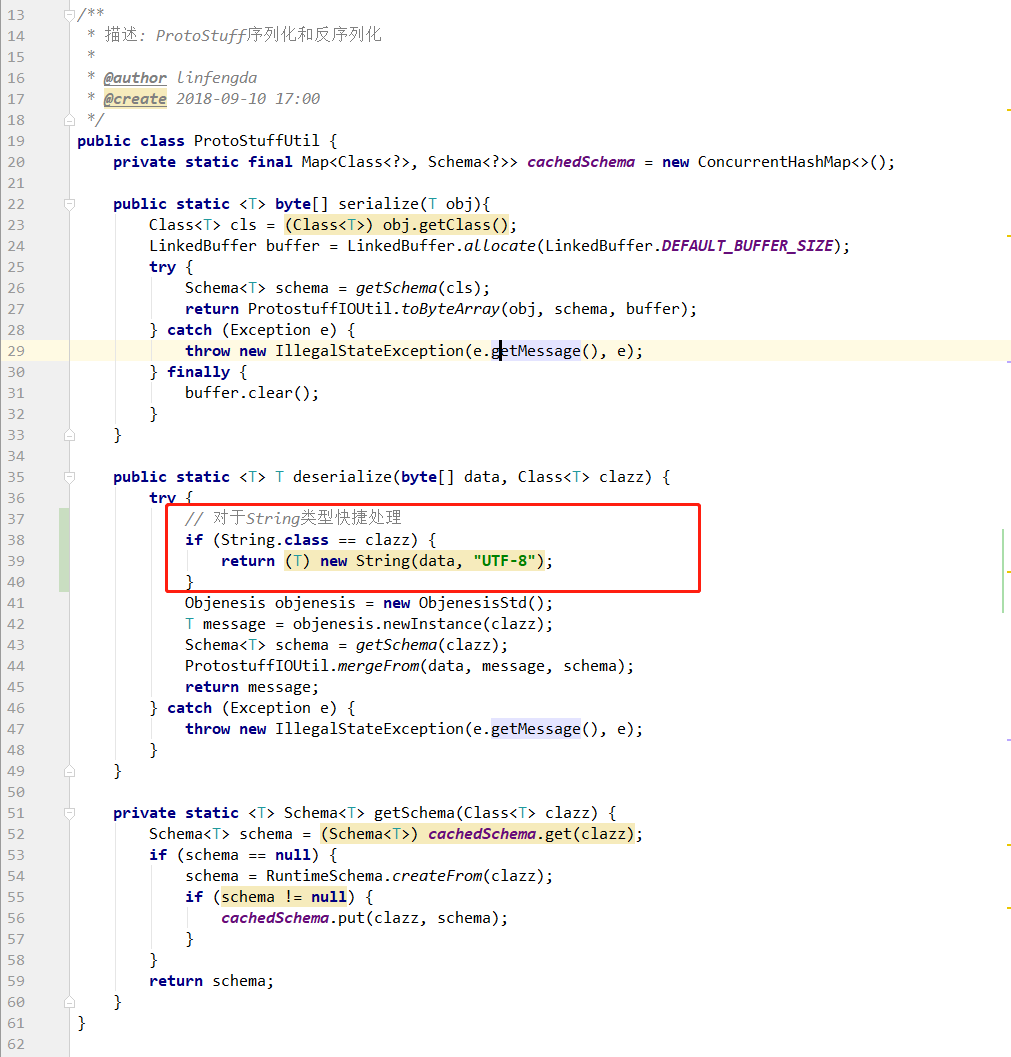 13 /**
14  * 描述: ProtoStuff序列化和反序列化
15  *
16  * @author linfengda
17  * @create 2018-09-10 17:00
18  */
19 public class ProtoStuffUtil {
20     private static final Map<Class<?>, Schema<?>> cachedSchema = new ConcurrentHashMap<>();
21
22     public static <T> byte[] serialize(T obj){
23         Class<T> cls = (Class<T>) obj.getClass();
24         LinkedBuffer buffer = LinkedBuffer.allocate(LinkedBuffer.DEFAULT_BUFFER_SIZE);
25         try {
26             Schema<T> schema = getSchema(cls);
27             return ProtostuffIOUtil.toByteArray(obj, schema, buffer);
28         } catch (Exception e) {
29             throw new IllegalStateException(e.getMessage(), e);
30         } finally {
31             buffer.clear();
32         }
33     }
34
35     public static <T> T deserialize(byte[] data, Class<T> clazz) {
36         try {
37             // 对于String类型快捷处理
38             if (String.class == clazz) {
39                 return (T) new String(data, "UTF-8");
40             }
41             Objenesis objenesis = new ObjenesisStd();
42             T message = objenesis.newInstance(clazz);
43             Schema<T> schema = getSchema(clazz);
44             ProtostuffIOUtil.mergeFrom(data, message, schema);
45             return message;
46         } catch (Exception e) {
47             throw new IllegalStateException(e.getMessage(), e);
48         }
49     }
50
51     private static <T> Schema<T> getSchema(Class<T> clazz) {
52         Schema<T> schema = (Schema<T>) cachedSchema.get(clazz);
53         if (schema == null) {
54             schema = RuntimeSchema.createFrom(clazz);
55             if (schema != null) {
56                 cachedSchema.put(clazz, schema);
57             }
58         }
59         return schema;
60     }
61 }
62